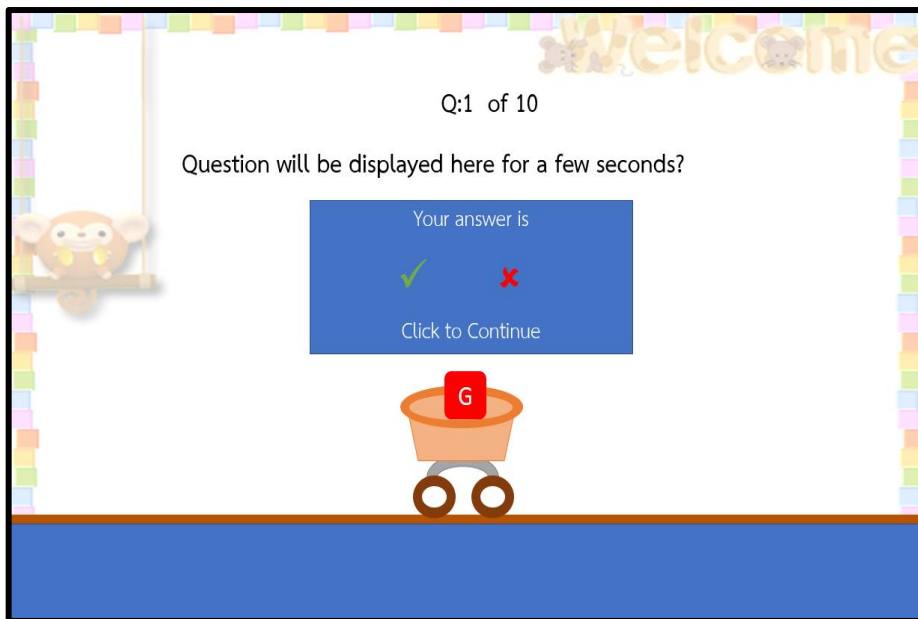 Welcome
Q:1 of 10
Question will be displayed here for a few seconds?
Your answer is
Click to Continue
G